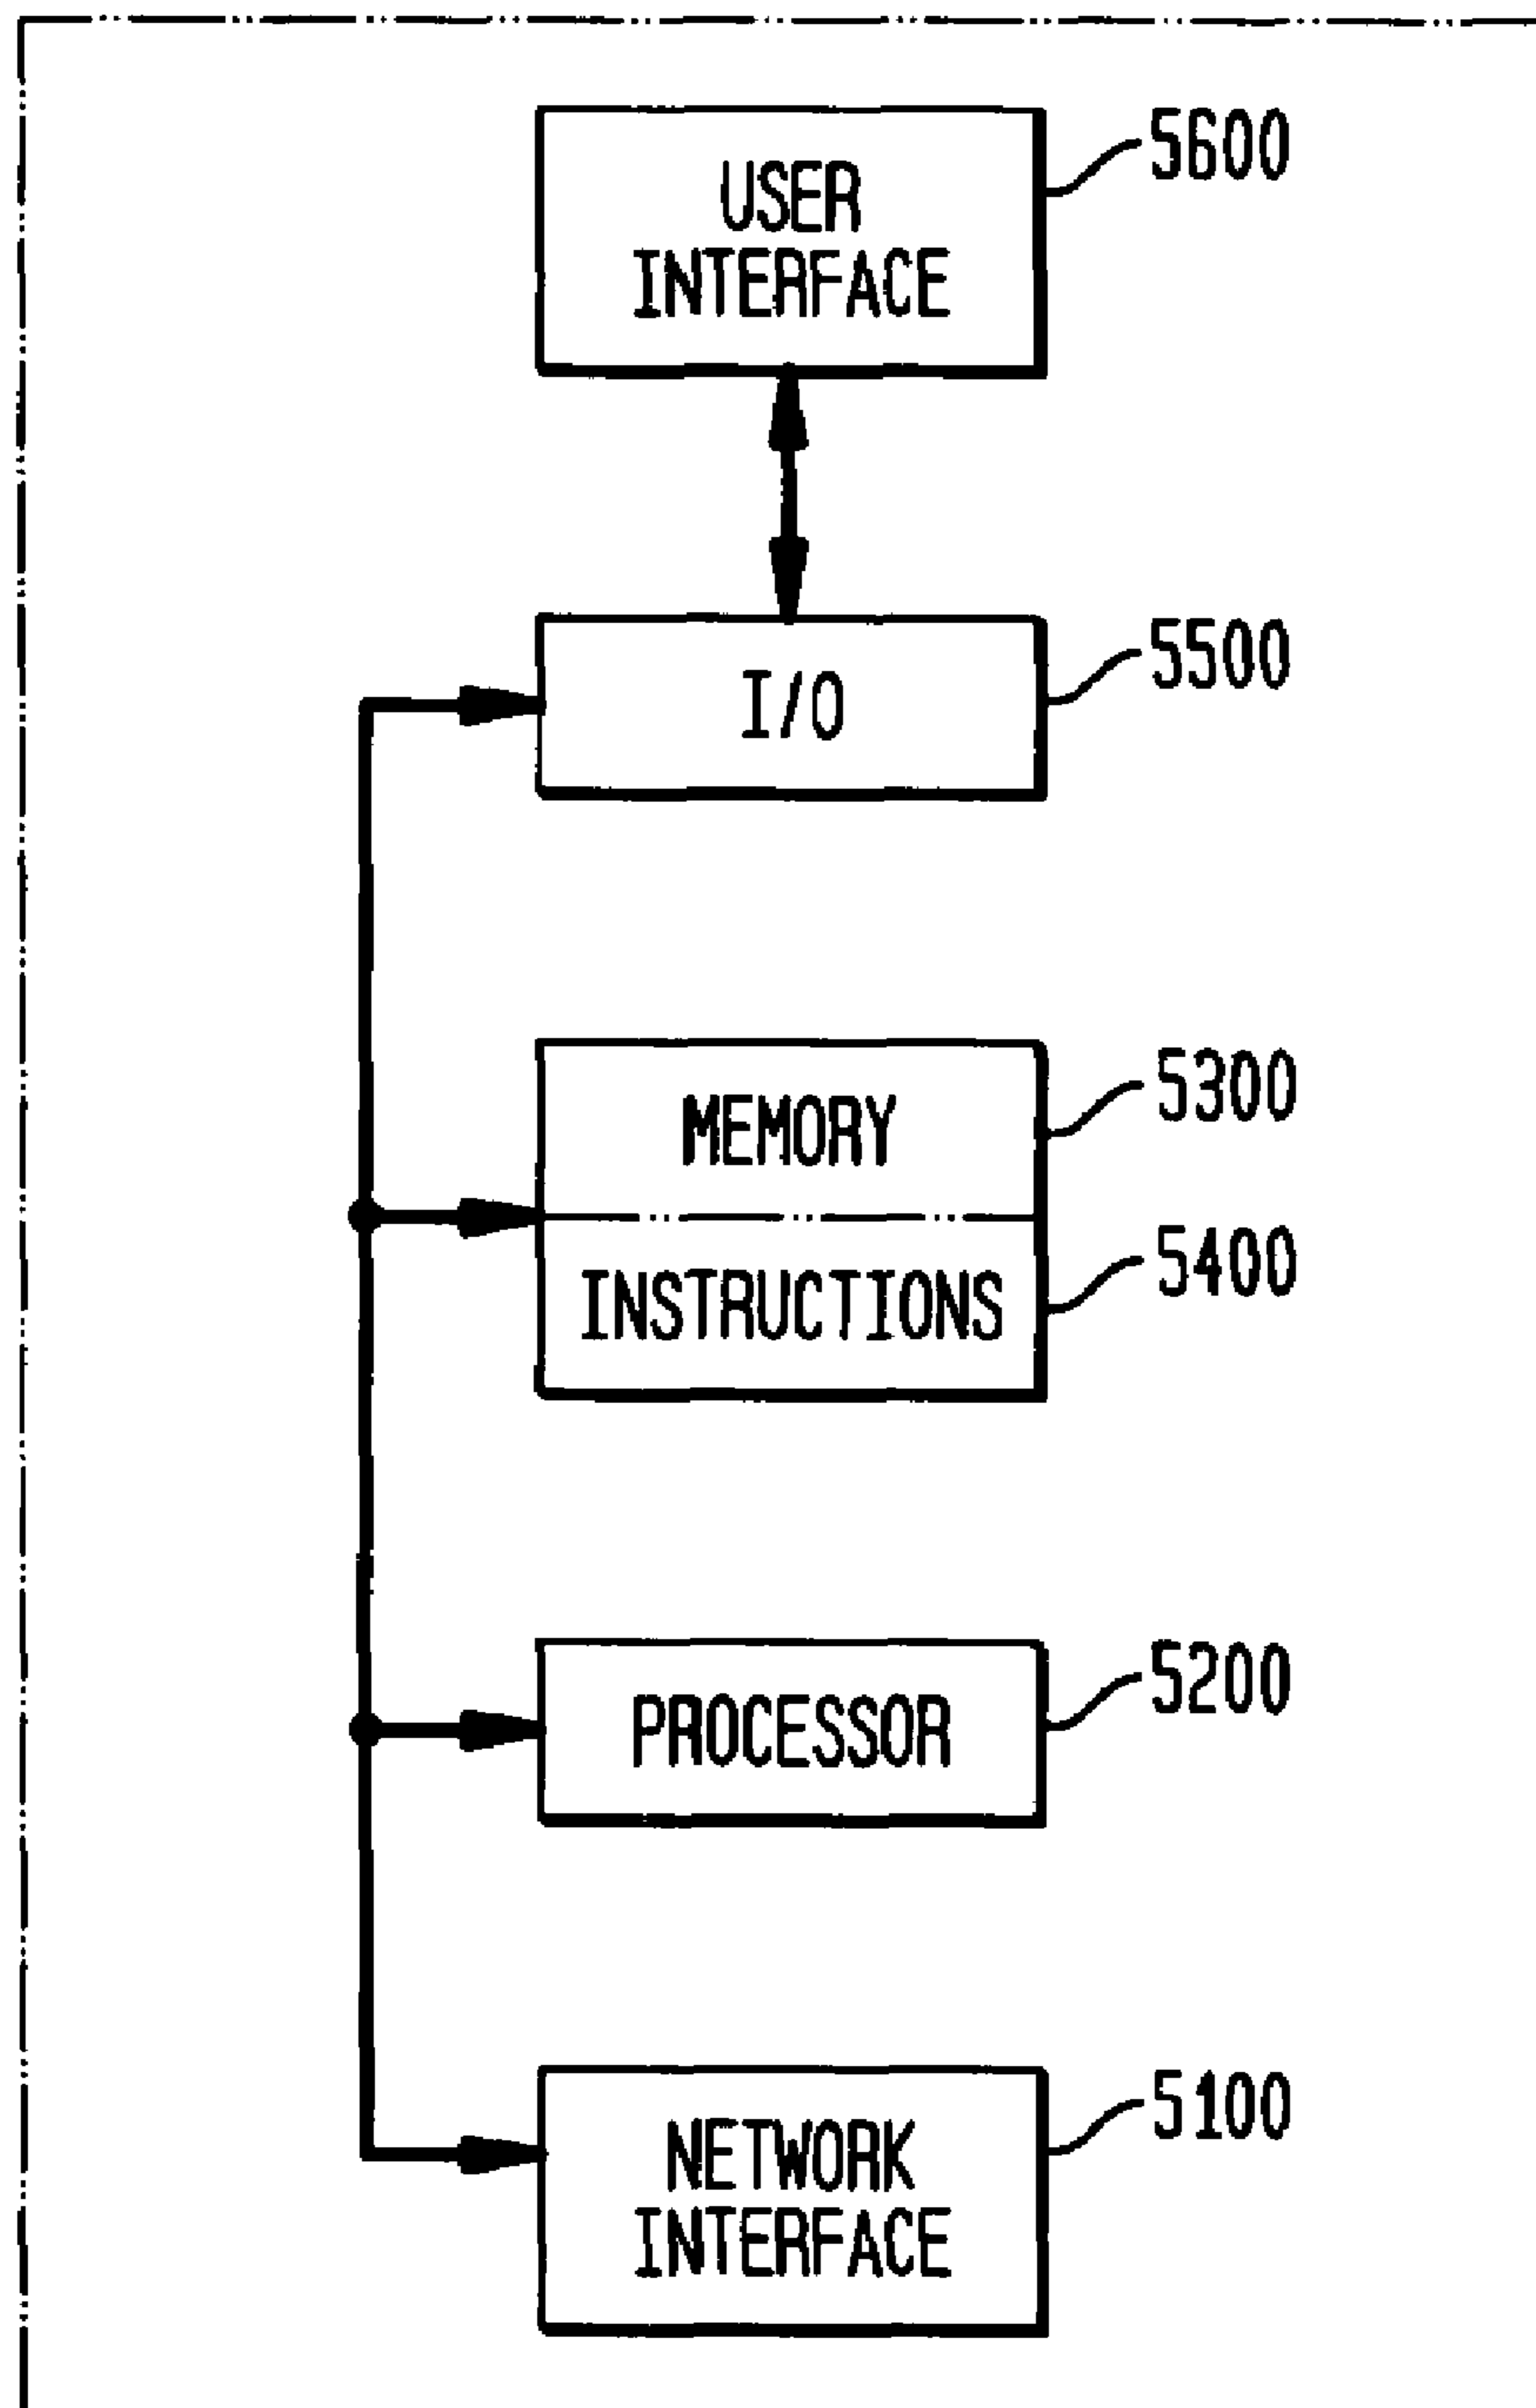 USER
INTERFACE
5600
I/O
5500
MEMORY
5300
INSTRUCTIONS
5400
PROCESSOR
5200
NETWORK
INTERFACE
5100